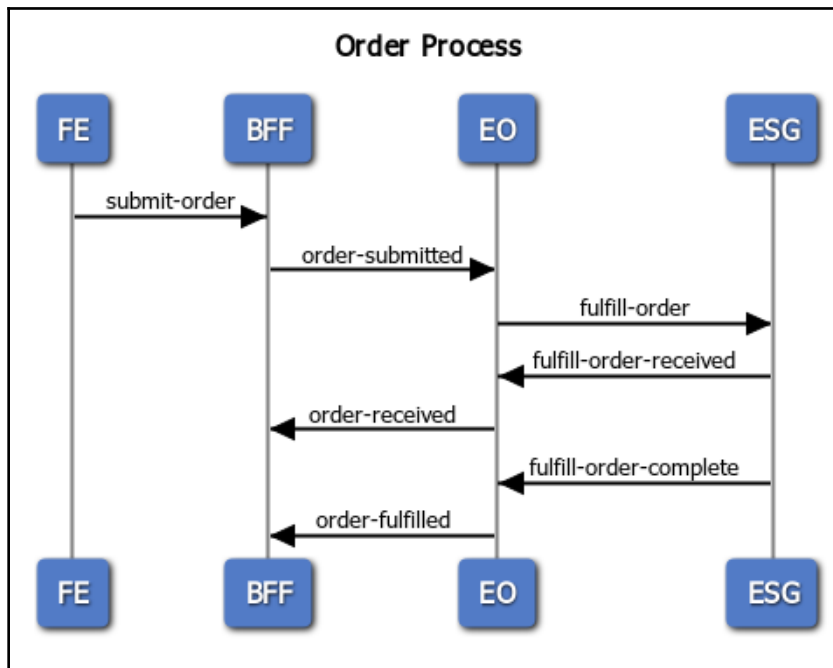 Order Process
FE BFF EO ESG
submit-order
order-submitted
fulfill-order
fulfill-order-received
order-received
fulfill-order-complete
order-fulfilled
FE BFF EO ESG